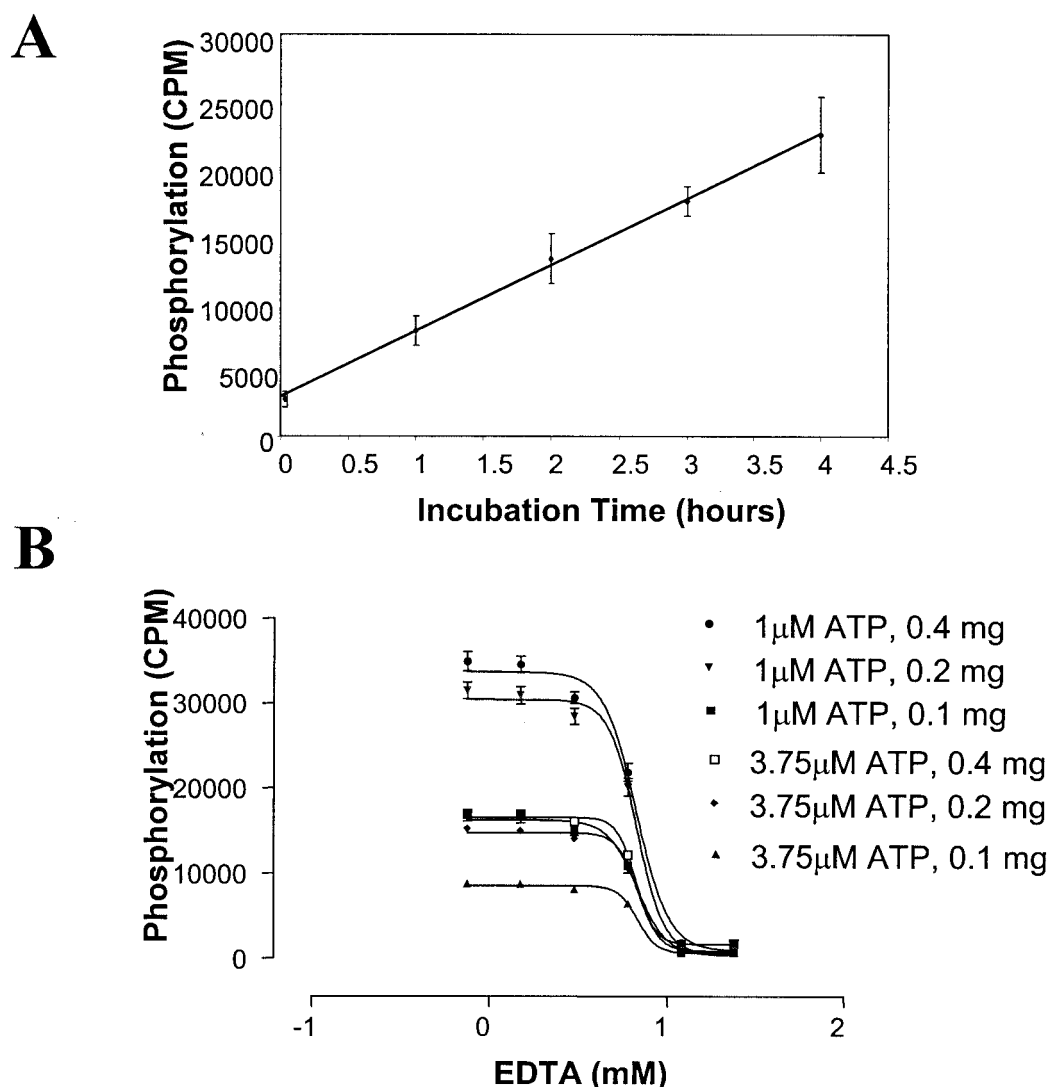 A
Phosphorylation (CPM)
30000
25000
20000
15000
10000
5000
0
0 0.5 1 1.5 2 2.5 3 3.5 4 4.5
Incubation Time (hours)
B
Phosphorylation (CPM)
40000
30000
20000
10000
0
1μM ATP, 0.4 mg
1μM ATP, 0.2 mg
1μM ATP, 0.1 mg
3.75μM ATP, 0.4 mg
3.75μM ATP, 0.2 mg
3.75μM ATP, 0.1 mg
-1 0 1 2
EDTA (mM)